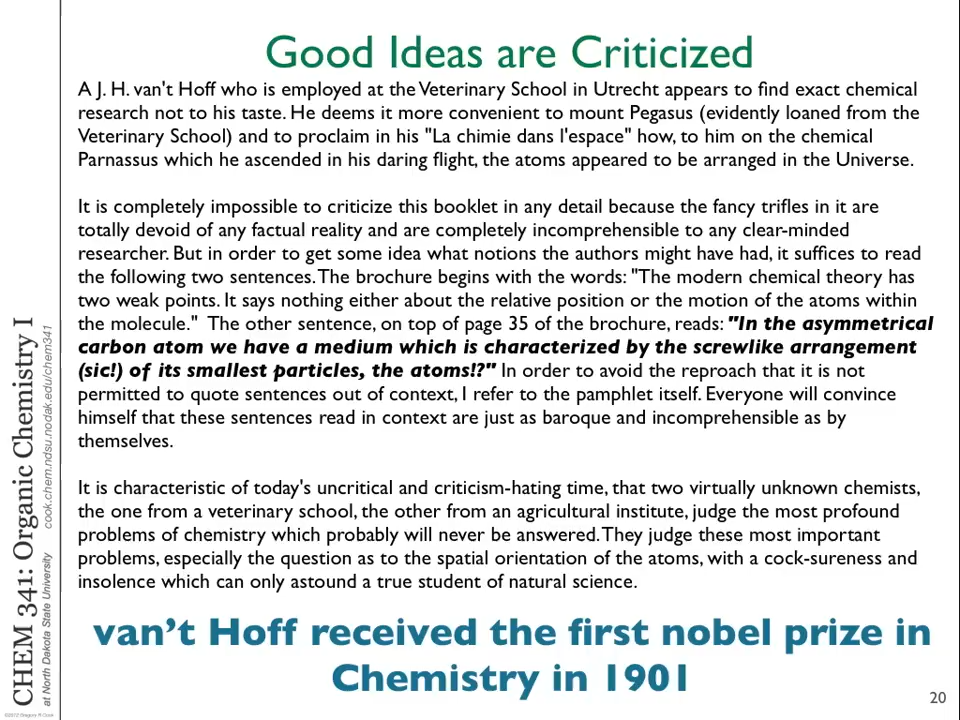 Good Ideas are Criticized
A J. H. van't Hoff who is employed at the Veterinary School in Utrecht appears to find exact chemical
research not to his taste. He deems it more convenient to mount Pegasus (evidently loaned from the
Veterinary School) and to proclaim in his "La chimie dans l'espace" how, to him on the chemical
Parnassus which he ascended in his daring flight, the atoms appeared to be arranged in the Universe.
It is completely impossible to criticize this booklet in any detail because the fancy trifles in it are
totally devoid of any factual reality and are completely incomprehensible to any clear-minded
researcher. But in order to get some idea what notions the authors might have had, it suffices to read
the following two sentences. The brochure begins with the words: "The modern chemical theory has
two weak points. It says nothing either about the relative position or the motion of the atoms within
the molecule." The other sentence, on top of page 35 of the brochure, reads: "In the asymmetrical
carbon atom we have a medium which is characterized by the screwlike arrangement
(sic!) of its smallest particles, the atoms!?" In order to avoid the reproach that it is not
permitted to quote sentences out of context, I refer to the pamphlet itself. Everyone will convince
himself that these sentences read in context are just as baroque and incomprehensible as by
themselves.
It is characteristic of today's uncritical and criticism-hating time, that two virtually unknown chemists,
the one from a veterinary school, the other from an agricultural institute, judge the most profound
problems of chemistry which probably will never be answered. They judge these most important
problems, especially the question as to the spatial orientation of the atoms, with a cock-sureness and
insolence which can only astound a true student of natural science.
van't Hoff received the first nobel prize in
Chemistry in 1901
CHEM 341: Organic Chemistry I
at North Dakota State University cook.chem.ndsu.nodak.edu/chem341
©2012 Gregory R Cook
20